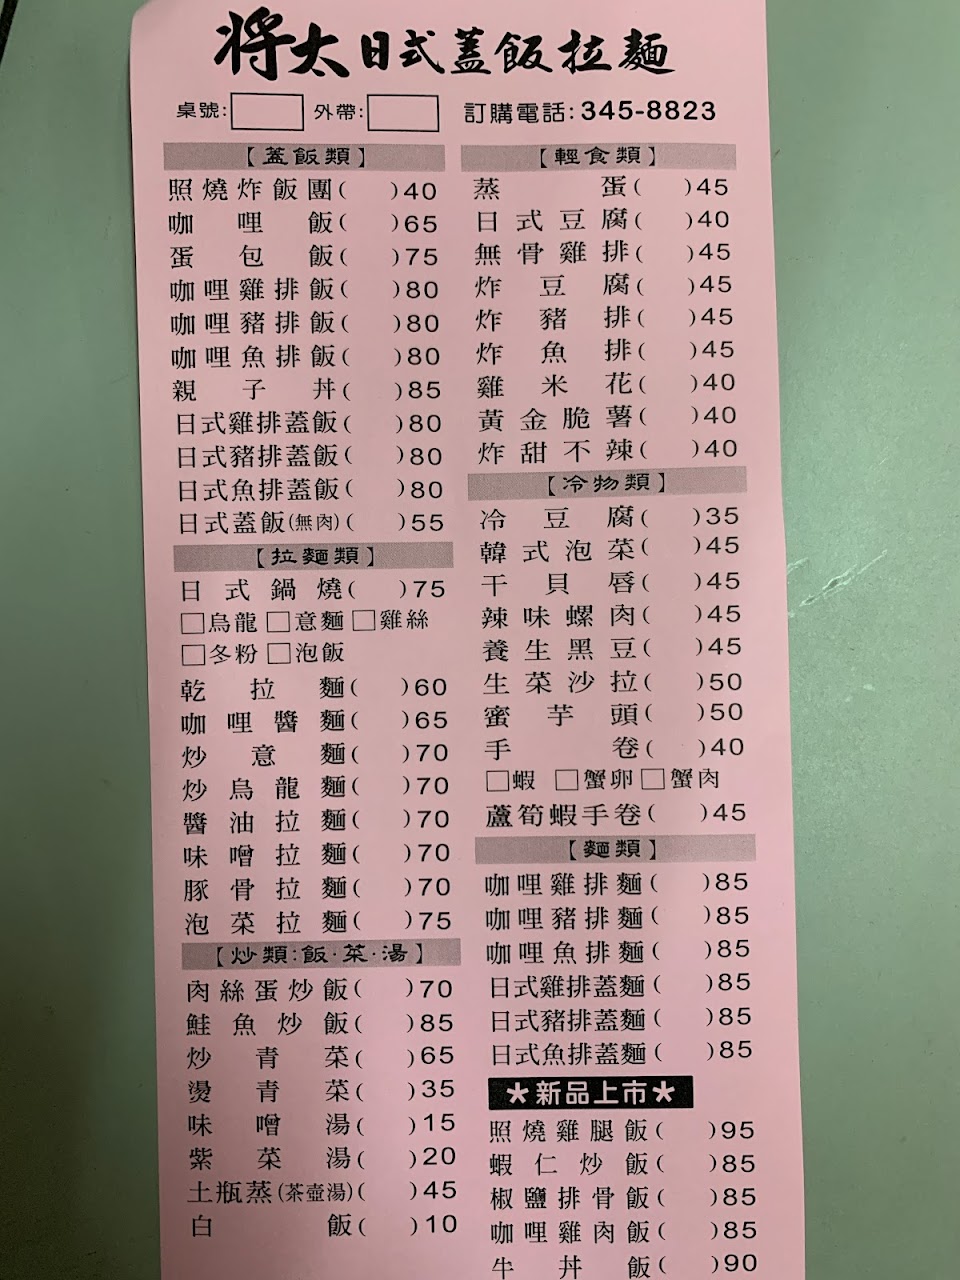 将太日式蓋飯拉麵
桌號: 外帶: 訂購電話:345-8823
【蓋飯類】
照燒炸飯團( )40
咖哩飯( )65
蛋包飯( )75
咖哩雞排飯( )80
咖哩豬排飯( )80
咖哩魚排飯( )80
親子丼( )85
日式雞排蓋飯( )80
日式豬排蓋飯( )80
日式魚排蓋飯( )80
日式蓋飯(無肉)( )55
【拉麵類】
日式鍋燒( )75
□烏龍 □意麵 □雞絲
□冬粉 □泡飯
乾拉麵( )60
咖哩醬麵( )65
炒意麵( )70
炒烏龍麵( )70
醬油拉麵( )70
味噌拉麵( )70
豚骨拉麵( )70
泡菜拉麵( )75
【炒類:飯·菜·湯】
肉絲蛋炒飯( )70
鮭魚炒飯( )85
炒青菜( )65
燙青菜( )35
味噌湯( )15
紫菜湯( )20
土瓶蒸(茶壺湯)( )45
白飯( )10
【輕食類】
蒸蛋( )45
日式豆腐( )40
無骨雞排( )45
炸豆腐( )45
炸豬排( )45
炸魚排( )45
雞米花( )40
黃金脆薯( )40
炸甜不辣( )40
【冷物類】
冷豆腐( )35
韓式泡菜( )45
干貝唇( )45
辣味螺肉( )45
養生黑豆( )45
生菜沙拉( )50
蜜芋頭( )50
手卷( )40
□蝦 □蟹卵 □蟹肉
蘆筍蝦手卷( )45
【麵類】
咖哩雞排麵( )85
咖哩豬排麵( )85
咖哩魚排麵( )85
日式雞排蓋麵( )85
日式豬排蓋麵( )85
日式魚排蓋麵( )85
★新品上市★
照燒雞腿飯( )95
蝦仁炒飯( )85
椒鹽排骨飯( )85
咖哩雞肉飯( )85
牛丼飯( )90